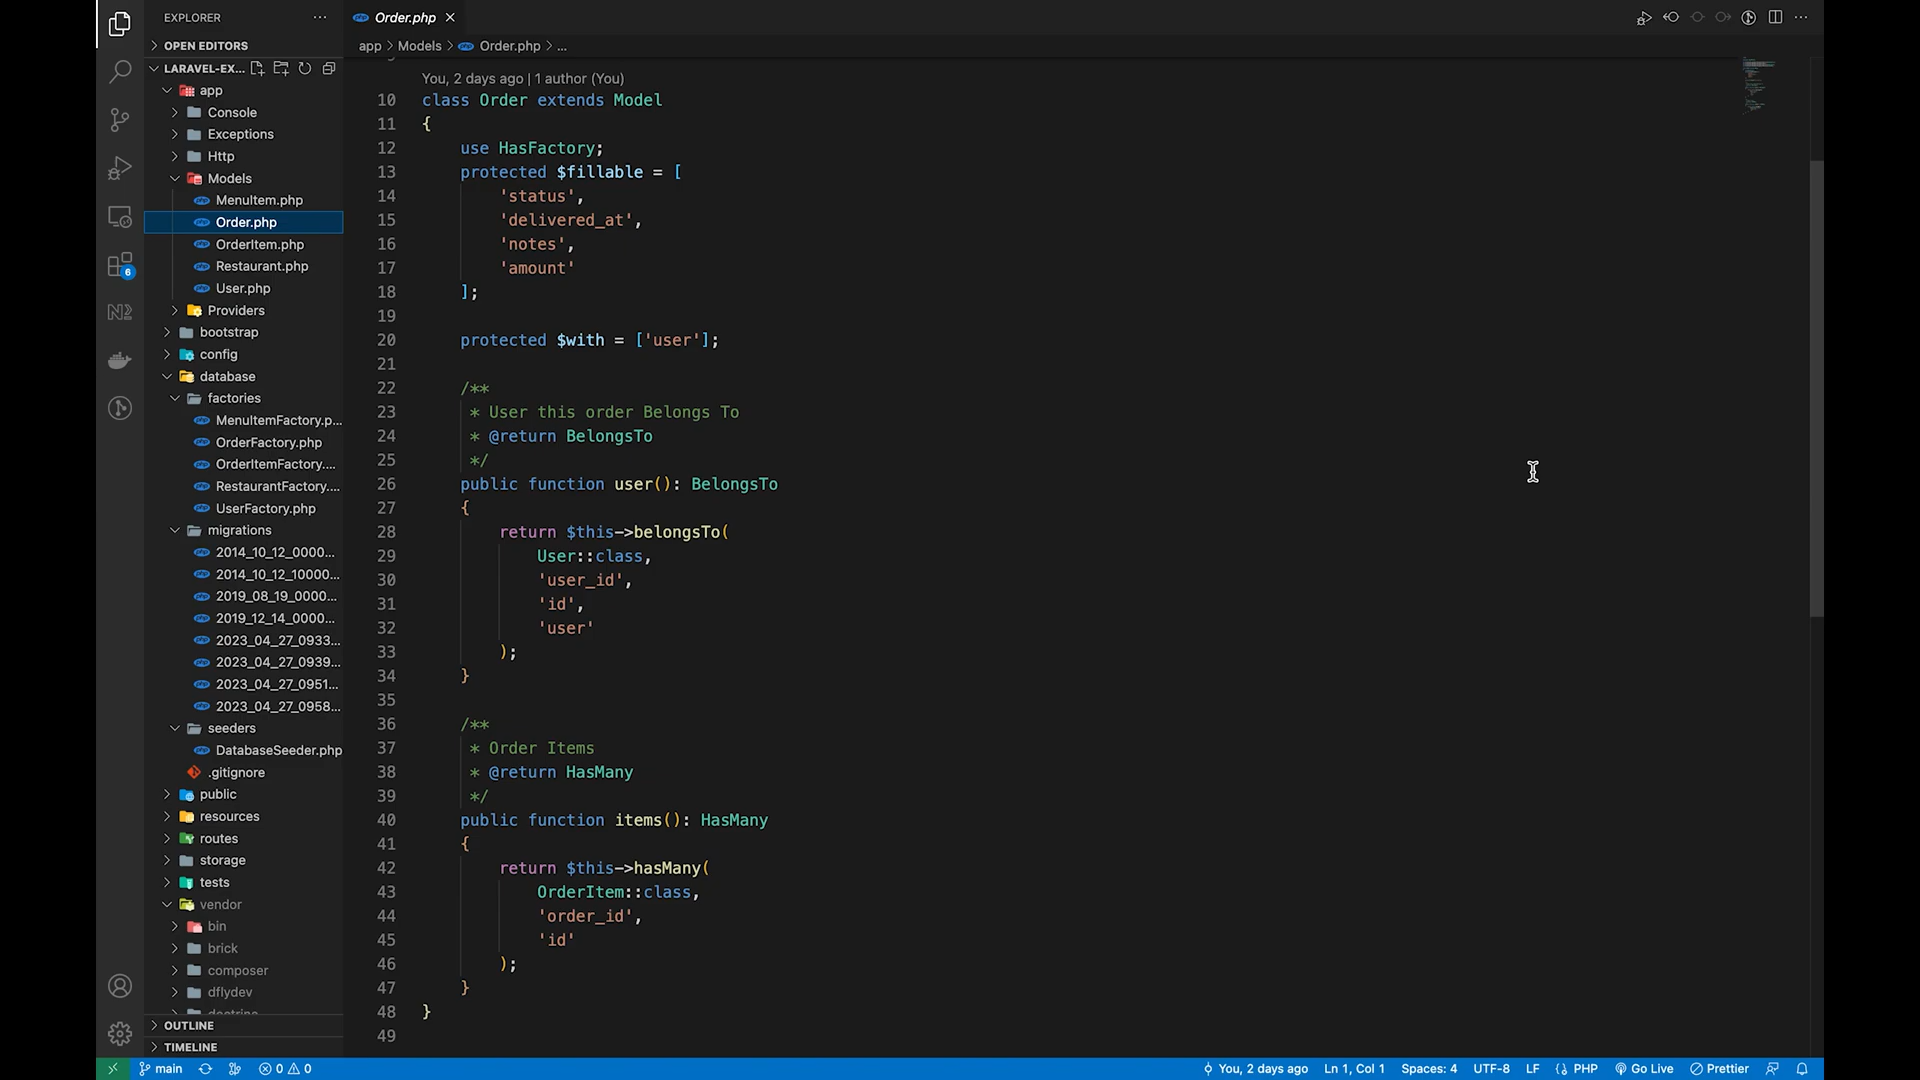 EXPLORER
OPEN EDITORS
LARAVEL-EX...
app
Console
Exceptions
Http
Models
MenuItem.php
Order.php
OrderItem.php
Restaurant.php
User.php
Providers
bootstrap
config
database
factories
MenuItemFactory.p...
OrderFactory.php
OrderItemFactory....
RestaurantFactory....
UserFactory.php
migrations
2014_10_12_0000...
2014_10_12_10000...
2019_08_19_0000...
2019_12_14_0000...
2023_04_27_0933...
2023_04_27_0939...
2023_04_27_0951...
2023_04_27_0958...
seeders
DatabaseSeeder.php
.gitignore
public
resources
routes
storage
tests
vendor
bin
brick
composer
dflydev
OUTLINE
TIMELINE
6
Order.php
app > Models > Order.php > ...
You, 2 days ago | 1 author (You)
10 class Order extends Model
11 {
12 use HasFactory;
13 protected $fillable = [
14 'status',
15 'delivered_at',
16 'notes',
17 'amount'
18 ];
19
20 protected $with = ['user'];
21
22 /**
23 * User this order Belongs To
24 * @return BelongsTo
25 */
26 public function user(): BelongsTo
27 {
28 return $this->belongsTo(
29 User::class,
30 'user_id',
31 'id',
32 'user'
33 );
34 }
35
36 /**
37 * Order Items
38 * @return HasMany
39 */
40 public function items(): HasMany
41 {
42 return $this->hasMany(
43 OrderItem::class,
44 'order_id',
45 'id'
46 );
47 }
48 }
49
main 0 0 You, 2 days ago Ln 1, Col 1 Spaces: 4 UTF-8 LF PHP Go Live Prettier